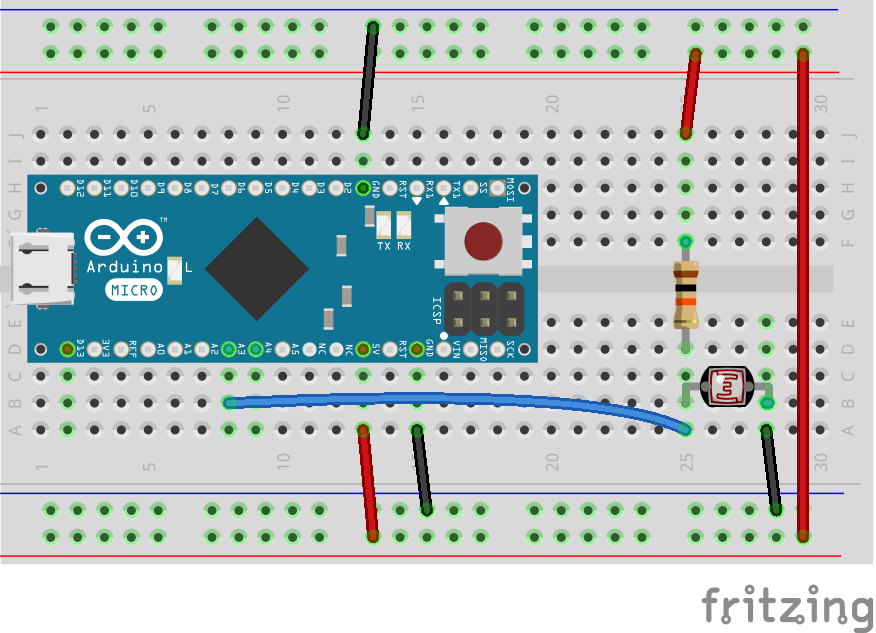 1 5 10 15 20 25 30
J J
I I
H H
G G
F F
D12 D11 D10 D9 D8 D7 D6 D5 D4 D3 D2 GND RST RX1 TX1 SS MOSI
TX RX
™
Arduino
MICRO
L
ICSP
E E
D D
D13 3V3 REF A0 A1 A2 A3 A4 A5 NC NC 5V RST GND VIN MISO SCK
C C
B B
A A
1 5 10 15 20 25 30
fritzing